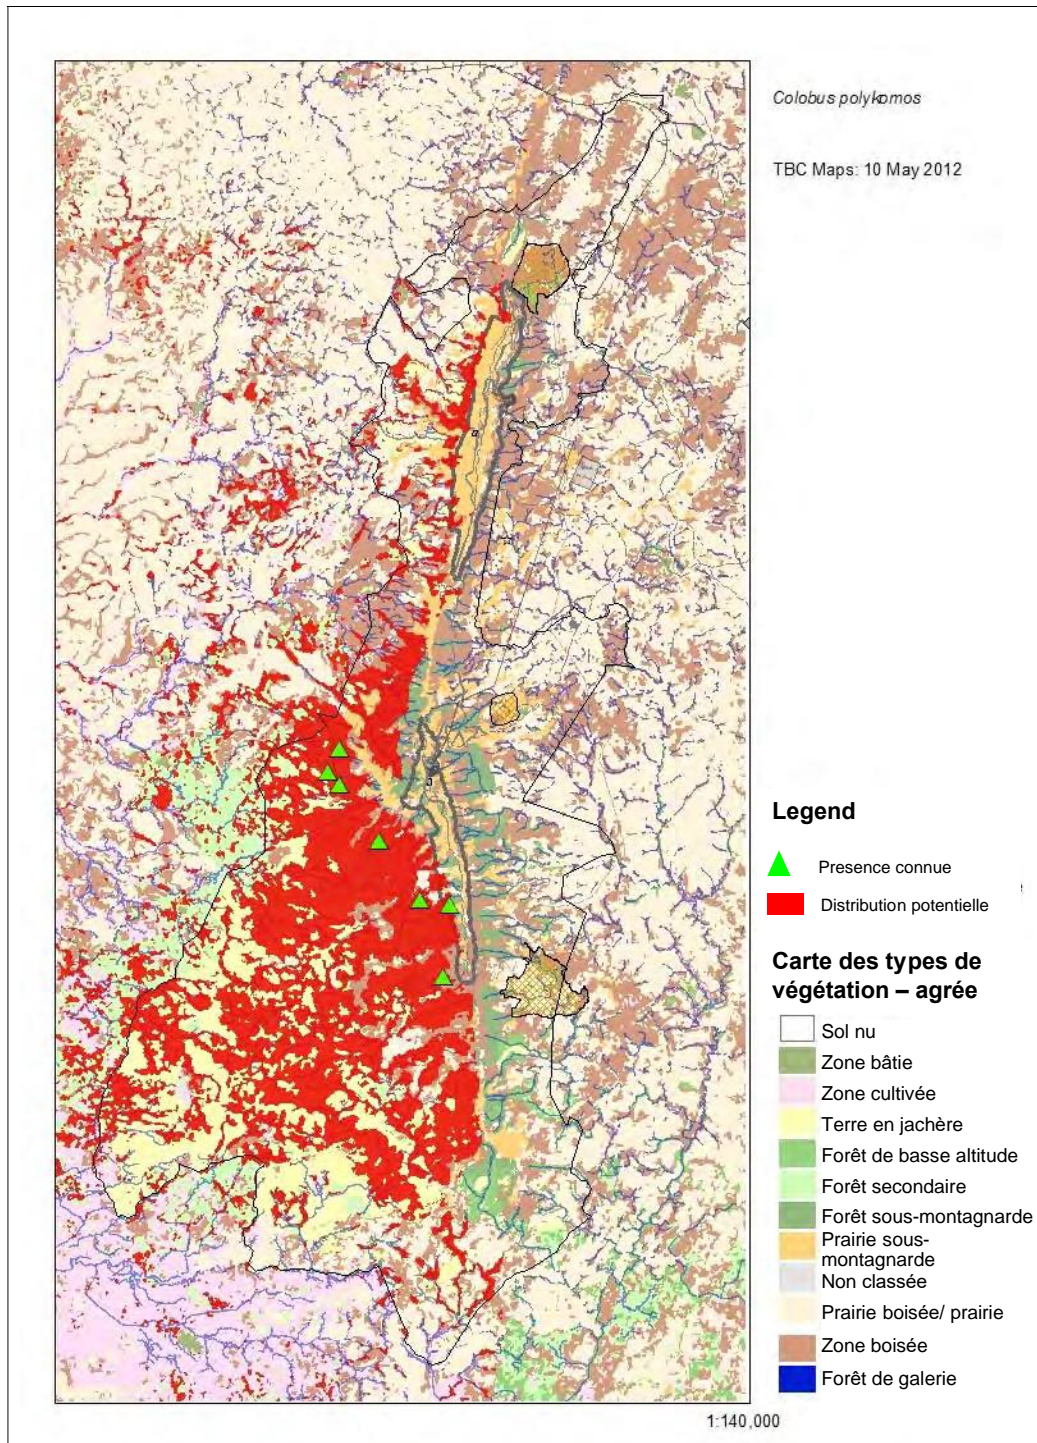 Colobus polykomos
TBC Maps: 10 May 2012
Legend
Presence connue
Distribution potentielle
Carte des types de
végétation – agrée
Sol nu
Zone bâtie
Zone cultivée
Terre en jachère
Forêt de basse altitude
Forêt secondaire
Forêt sous-montagnarde
Prairie sous-
montagnarde
Non classée
Prairie boisée/ prairie
Zone boisée
Forêt de galerie
1:140,000